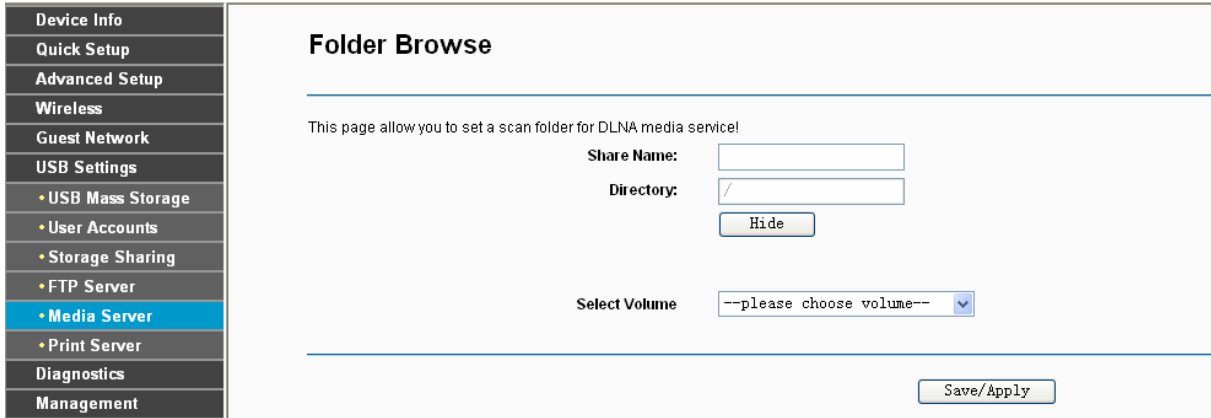 Device Info
Quick Setup
Advanced Setup
Wireless
Guest Network
USB Settings
USB Mass Storage
User Accounts
Storage Sharing
FTP Server
Media Server
Print Server
Diagnostics
Management
Folder Browse
This page allow you to set a scan folder for DLNA media service!
Share Name:
Directory: /
Hide
Select Volume --please choose volume--
Save/Apply